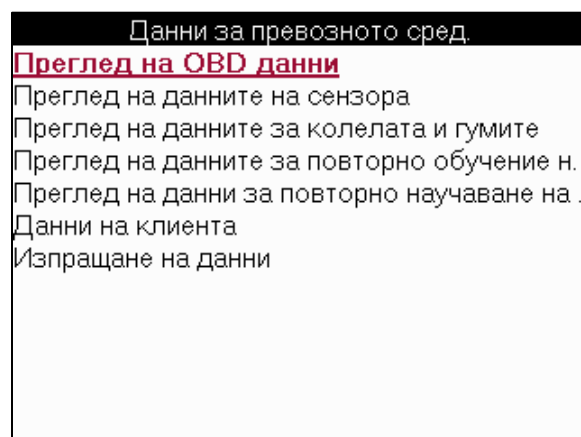 Данни за превозното сред.
Преглед на OBD данни
Преглед на данните на сензора
Преглед на данните за колелата и гумите
Преглед на данните за повторно обучение н.
Преглед на данни за повторно научаване на .
Данни на клиента
Изпращане на данни